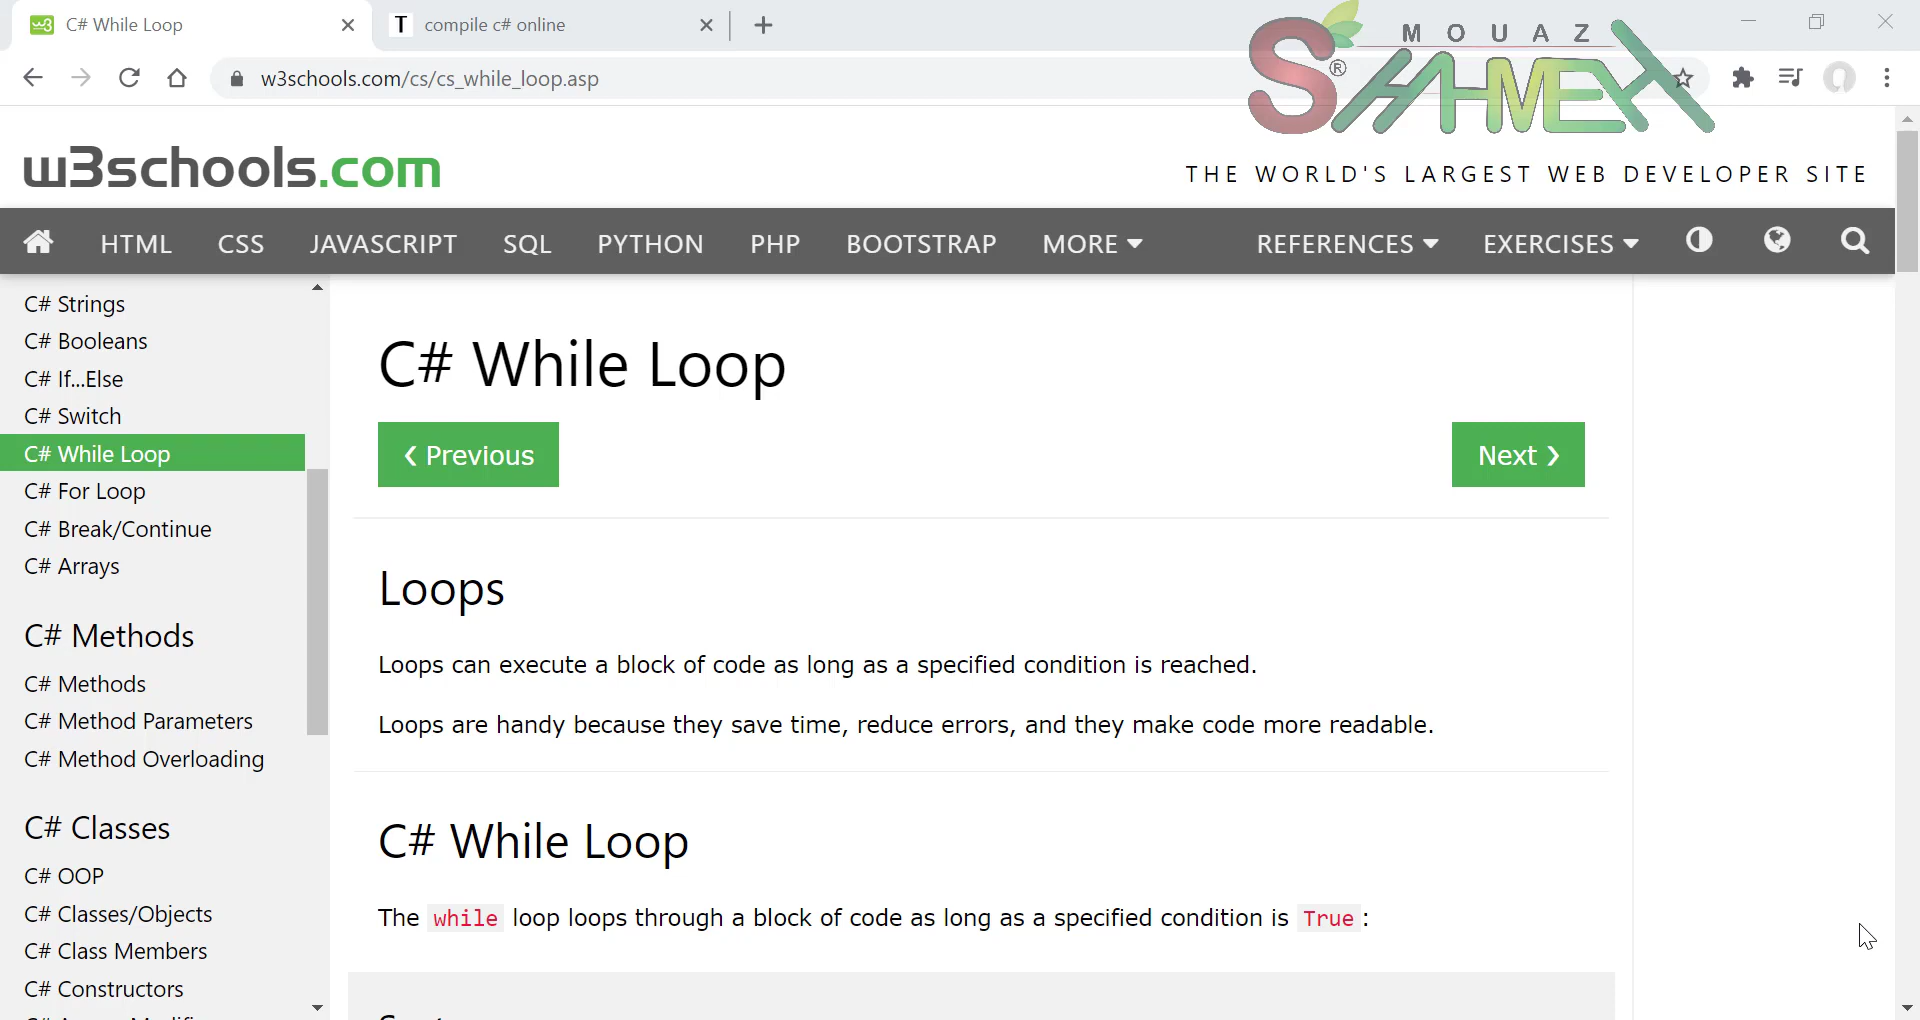 C# While Loop
compile c# online
w3schools.com/cs/cs_while_loop.asp
MOUAZ
SHAHMEH
®
w3schools.com
THE WORLD'S LARGEST WEB DEVELOPER SITE
HTML CSS JAVASCRIPT SQL PYTHON PHP BOOTSTRAP MORE REFERENCES EXERCISES
C# Strings
C# Booleans
C# If...Else
C# Switch
C# While Loop
C# For Loop
C# Break/Continue
C# Arrays
C# Methods
C# Methods
C# Method Parameters
C# Method Overloading
C# Classes
C# OOP
C# Classes/Objects
C# Class Members
C# Constructors
C# While Loop
❮ Previous
Next ❯
Loops
Loops can execute a block of code as long as a specified condition is reached.
Loops are handy because they save time, reduce errors, and they make code more readable.
C# While Loop
The while loop loops through a block of code as long as a specified condition is True: